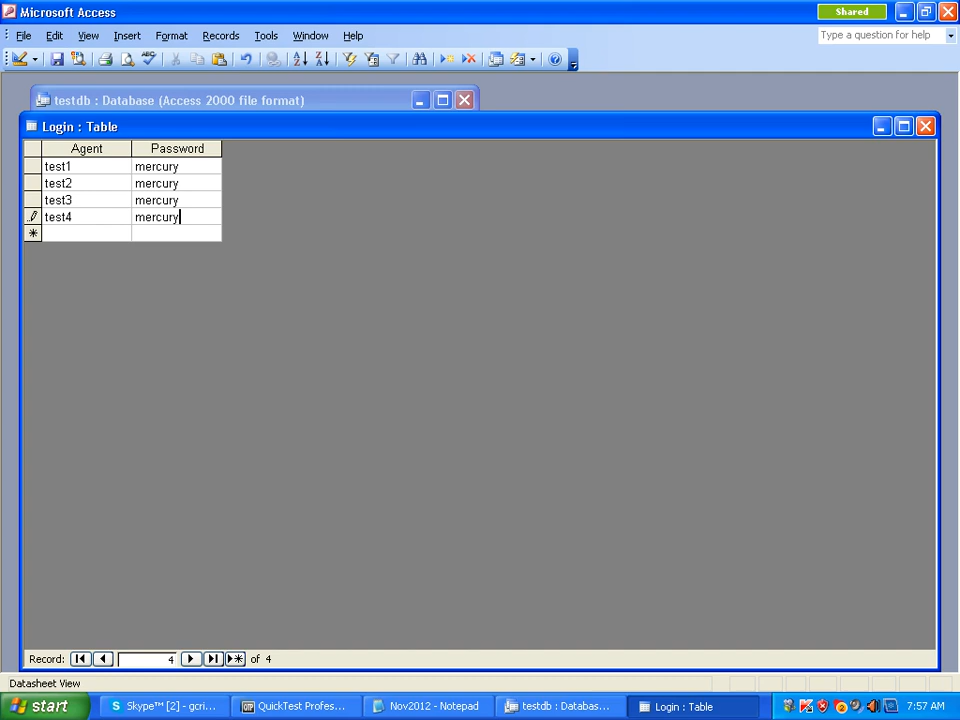 Microsoft Access
Shared
File Edit View Insert Format Records Tools Window Help
Type a question for help
testdb : Database (Access 2000 file format)
Login : Table
Agent Password
test1 mercury
test2 mercury
test3 mercury
test4 mercury
Record: 4 of 4
Datasheet View
start
Skype™ [2] - gcri...
QuickTest Profes...
Nov2012 - Notepad
testdb : Databas...
Login : Table
7:57 AM